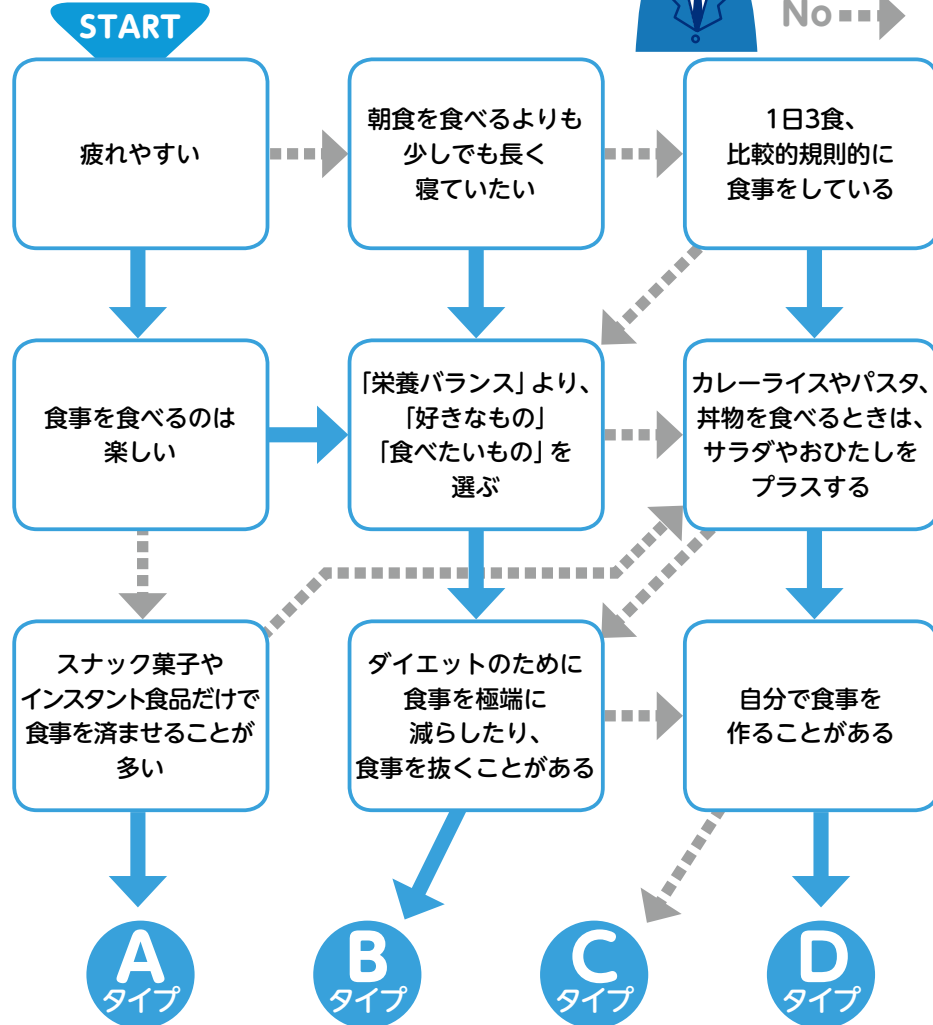 START
No
疲れやすい
朝食を食べるよりも
少しでも長く
寝ていたい
1日3食、
比較的規則的に
食事をしている
食事を食べるのは
楽しい
「栄養バランス」より、
「好きなもの」
「食べたいもの」を
選ぶ
カレーライスやパスタ、
丼物を食べるときは、
サラダやおひたしを
プラスする
スナック菓子や
インスタント食品だけで
食事を済ませることが
多い
ダイエットのために
食事を極端に
減らしたり、
食事を抜くことがある
自分で食事を
作ることがある
A
タイプ
B
タイプ
C
タイプ
D
タイプ